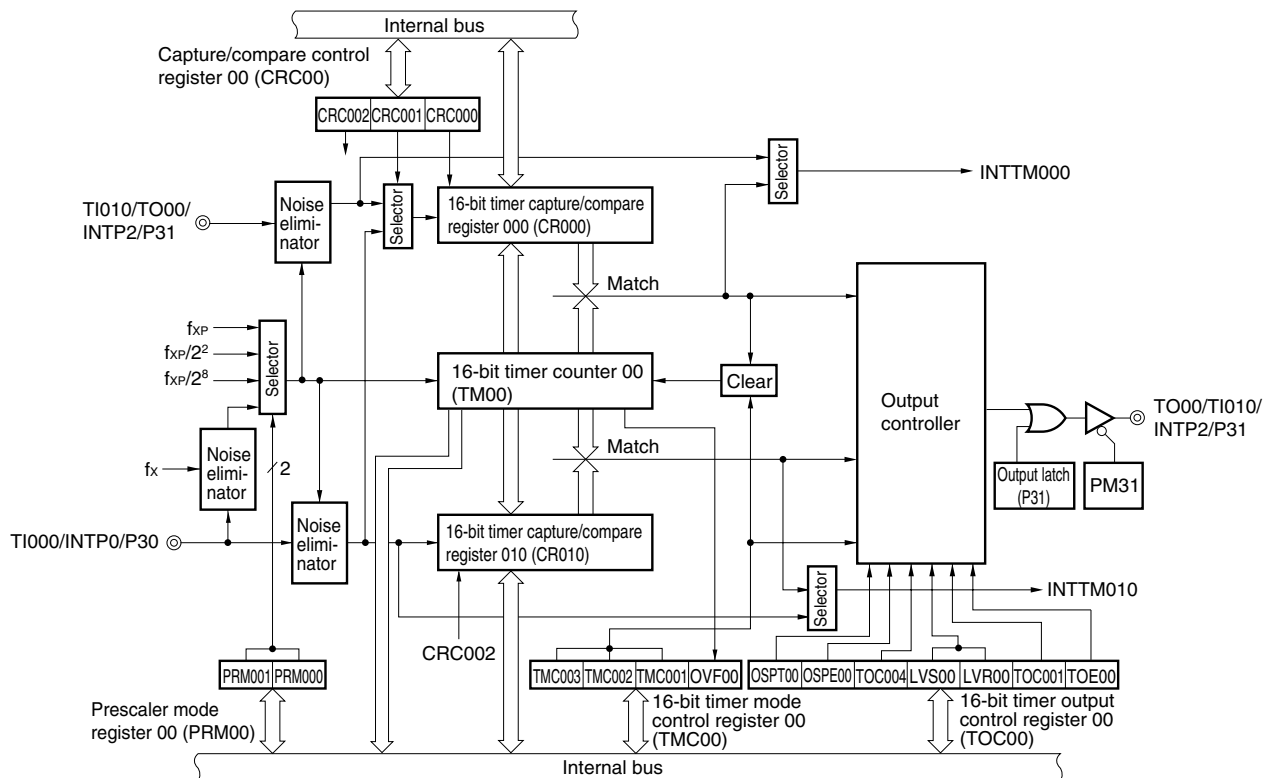 Internal bus
Capture/compare control
register 00 (CRC00)
CRC002 CRC001 CRC000
Selector
INTTM000
TI010/TO00/
INTP2/P31
Noise
elimi-
nator
Selector
16-bit timer capture/compare
register 000 (CR000)
Match
fXP
fXP/2²
fXP/2⁸
Selector
16-bit timer counter 00
(TM00)
Clear
Output
controller
TO00/TI010/
INTP2/P31
fX
Noise
elimi-
nator
2
Match
Output latch
(P31)
PM31
TI000/INTP0/P30
Noise
elimi-
nator
16-bit timer capture/compare
register 010 (CR010)
Selector
INTTM010
CRC002
PRM001 PRM000
TMC003 TMC002 TMC001 OVF00
OSPT00 OSPE00 TOC004 LVS00 LVR00 TOC001 TOE00
Prescaler mode
register 00 (PRM00)
16-bit timer mode
control register 00
(TMC00)
16-bit timer output
control register 00
(TOC00)
Internal bus